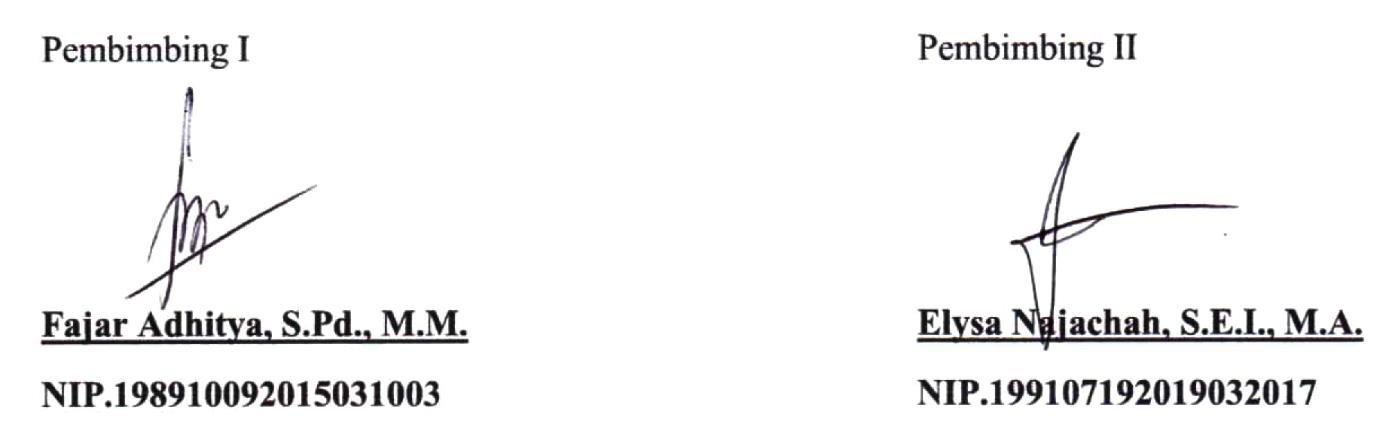 Pembimbing I
Fajar Adhitya, S.Pd., M.M.
NIP.198910092015031003
Pembimbing II
Elysa Najachah, S.E.I., M.A.
NIP.199107192019032017